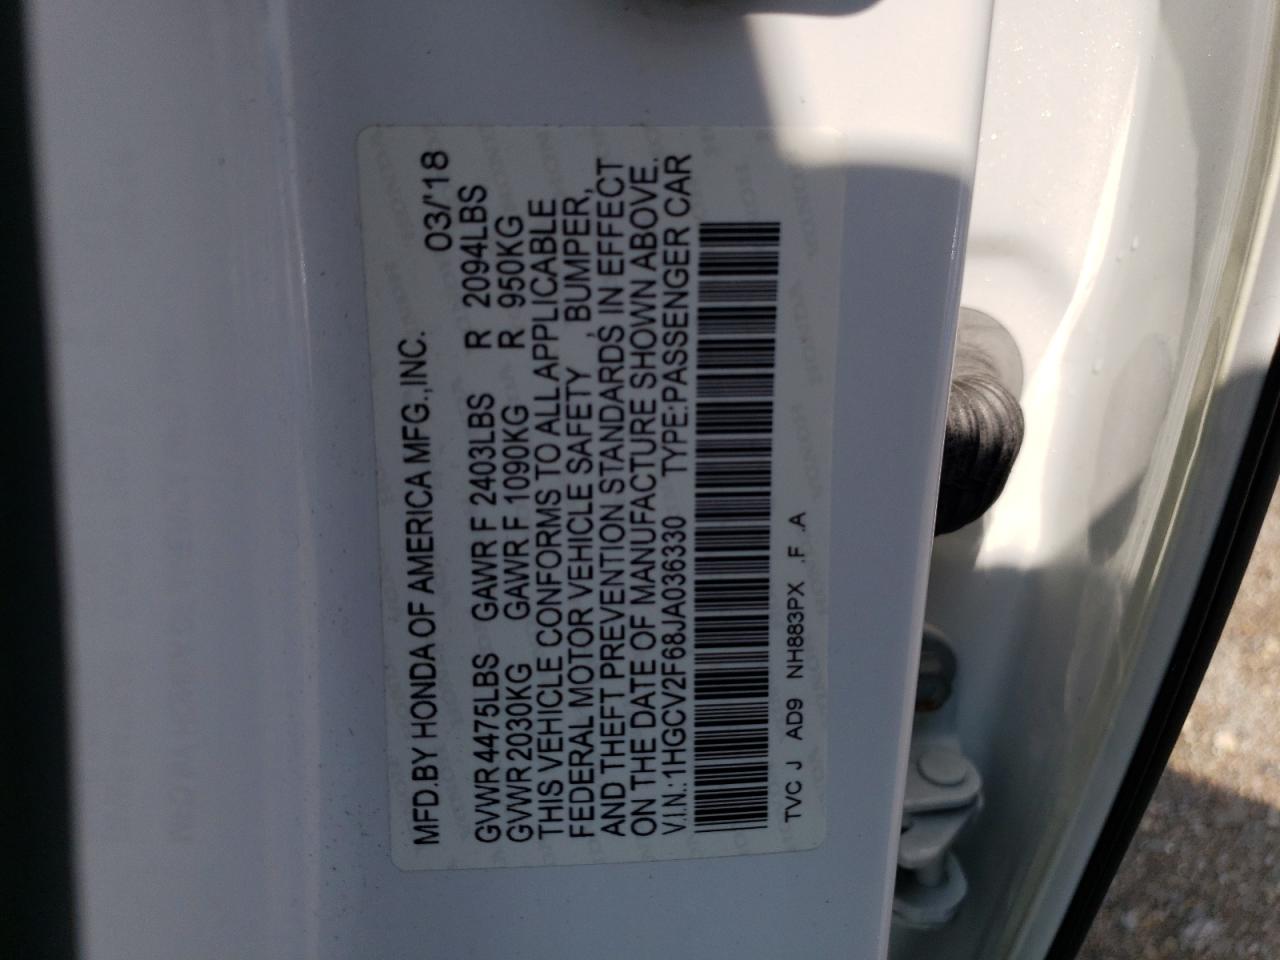 MFD.BY HONDA OF AMERICA MFG.,INC. 03/'18
GVWR 4475LBS GAWR F 2403LBS R 2094LBS
GVWR 2030KG GAWR F 1090KG R 950KG
THIS VEHICLE CONFORMS TO ALL APPLICABLE
FEDERAL MOTOR VEHICLE SAFETY , BUMPER,
AND THEFT PREVENTION STANDARDS IN EFFECT
ON THE DATE OF MANUFACTURE SHOWN ABOVE.
V.I.N.:1HGCV2F68JA036330 TYPE:PASSENGER CAR
TVC J AD9 NH883PX .F .A